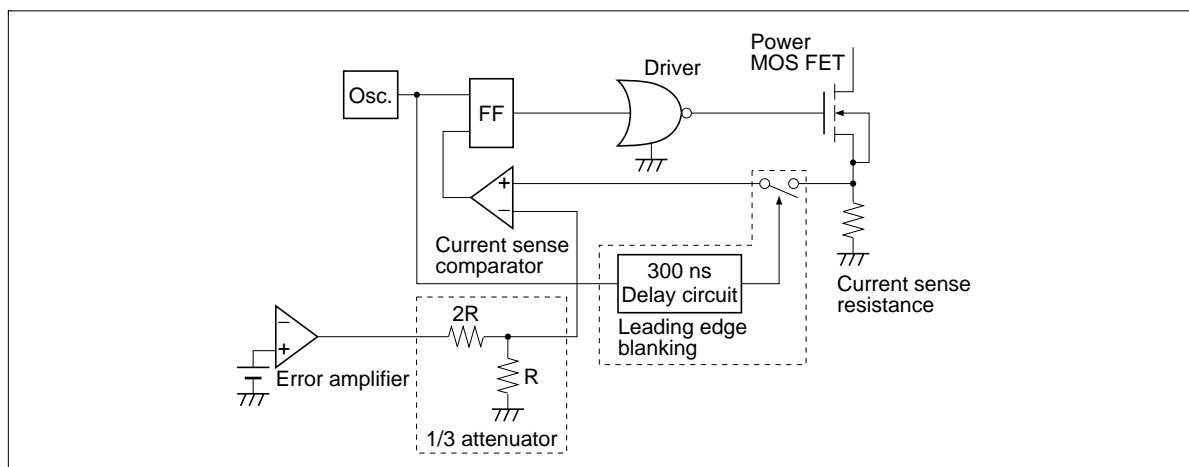 Power
MOS FET
Driver
Osc.
FF
+
−
Current sense
comparator
300 ns
Delay circuit
Current sense
resistance
Leading edge
blanking
2R
−
+
Error amplifier
R
1/3 attenuator